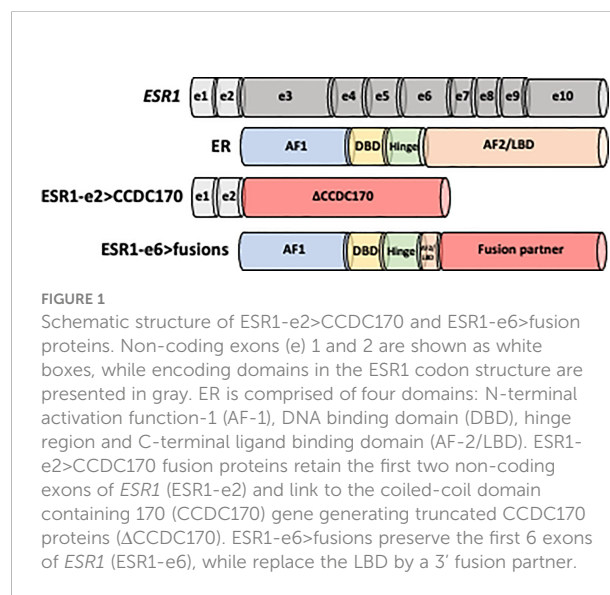 ESR1 e1 e2 e3 e4 e5 e6 e7 e8 e9 e10
ER AF1 DBD Hinge AF2/LBD
ESR1-e2>CCDC170 e1 e2 ΔCCDC170
ESR1-e6>fusions AF1 DBD Hinge AF2/LBD Fusion partner
FIGURE 1
Schematic structure of ESR1-e2>CCDC170 and ESR1-e6>fusion
proteins. Non-coding exons (e) 1 and 2 are shown as white
boxes, while encoding domains in the ESR1 codon structure are
presented in gray. ER is comprised of four domains: N-terminal
activation function-1 (AF-1), DNA binding domain (DBD), hinge
region and C-terminal ligand binding domain (AF-2/LBD). ESR1-
e2>CCDC170 fusion proteins retain the first two non-coding
exons of ESR1 (ESR1-e2) and link to the coiled-coil domain
containing 170 (CCDC170) gene generating truncated CCDC170
proteins (ΔCCDC170). ESR1-e6>fusions preserve the first 6 exons
of ESR1 (ESR1-e6), while replace the LBD by a 3′ fusion partner.